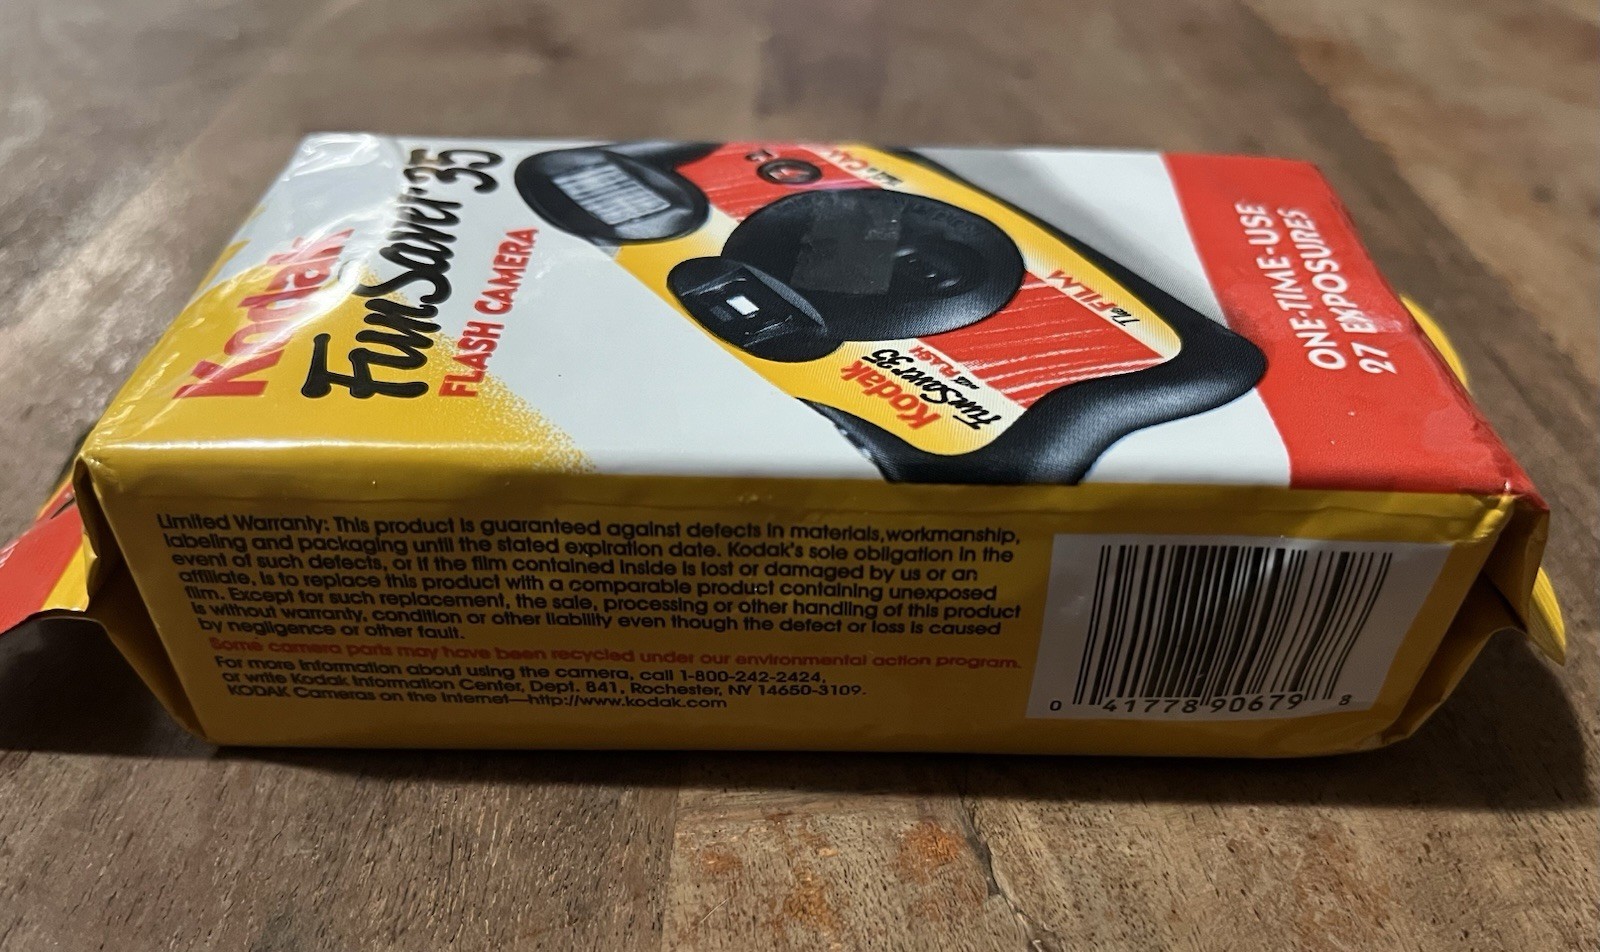 Kodak
FunSaver 35
FLASH CAMERA
The FILM
Kodak
FunSaver 35
with FLASH
ONE-TIME-USE
27 EXPOSURES
Limited Warranty: This product is guaranteed against defects in materials, workmanship,
labeling and packaging until the stated expiration date. Kodak's sole obligation in the
event of such defects, or if the film contained inside is lost or damaged by us or an
affiliate, is to replace this product with a comparable product containing unexposed
film. Except for such replacement, the sale, processing or other handling of this product
is without warranty, condition or other liability even though the defect or loss is caused
by negligence or other fault.
Some camera parts may have been recycled under our environmental action program.
For more information about using the camera, call 1-800-242-2424,
or write Kodak Information Center, Dept. 841, Rochester, NY 14650-3109.
KODAK Cameras on the Internet—http://www.kodak.com
0 41778 90679 8